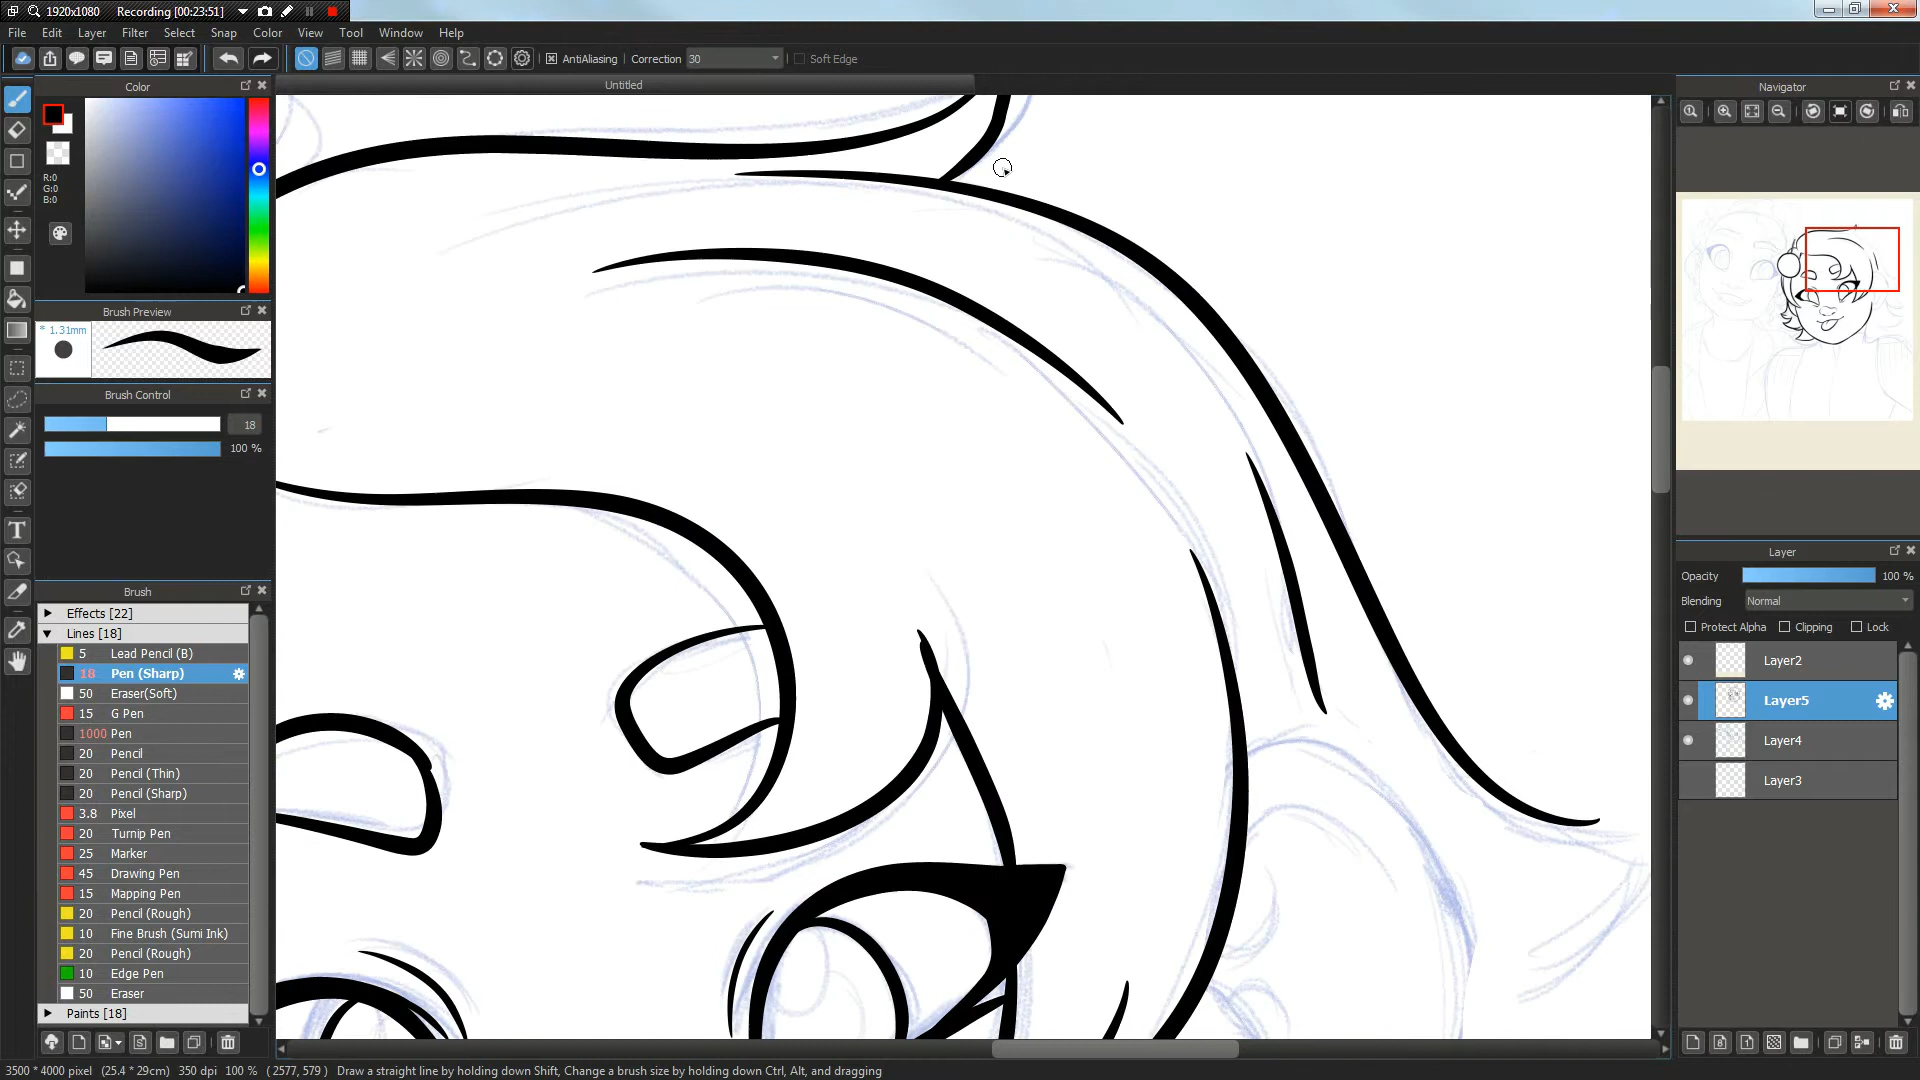 1920x1080 Recording [00:23:51]
File Edit Layer Filter Select Snap Color View Tool Window Help
AntiAliasing Correction 30 Soft Edge
Untitled
Color
R:0
G:0
B:0
Brush Preview
* 1.31mm
Brush Control
18
100 %
Brush
Effects [22]
Lines [18]
5 Lead Pencil (B)
18 Pen (Sharp)
50 Eraser(Soft)
15 G Pen
1000 Pen
20 Pencil
20 Pencil (Thin)
20 Pencil (Sharp)
3.8 Pixel
20 Turnip Pen
25 Marker
45 Drawing Pen
15 Mapping Pen
20 Pencil (Rough)
10 Fine Brush (Sumi Ink)
20 Pencil (Rough)
10 Edge Pen
50 Eraser
Paints [18]
Navigator
Layer
Opacity 100 %
Blending Normal
Protect Alpha Clipping Lock
Layer2
Layer5
Layer4
Layer3
3500 * 4000 pixel (25.4 * 29cm) 350 dpi 100 % ( 2577, 579 ) Draw a straight line by holding down Shift, Change a brush size by holding down Ctrl, Alt, and dragging